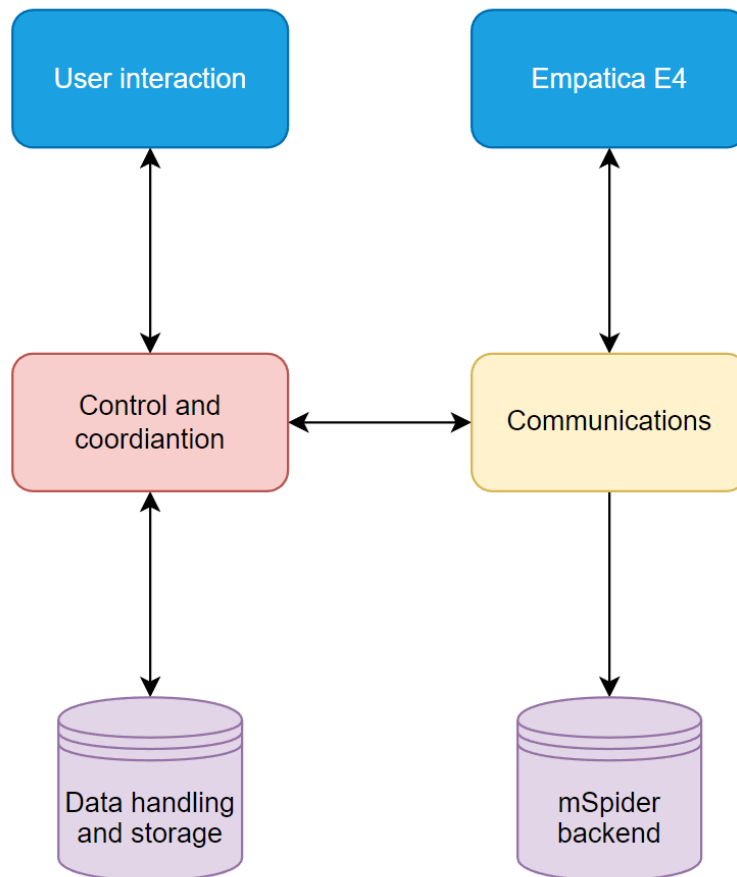 User interaction
Empatica E4
Control and
coordiantion
Communications
Data handling
and storage
mSpider
backend